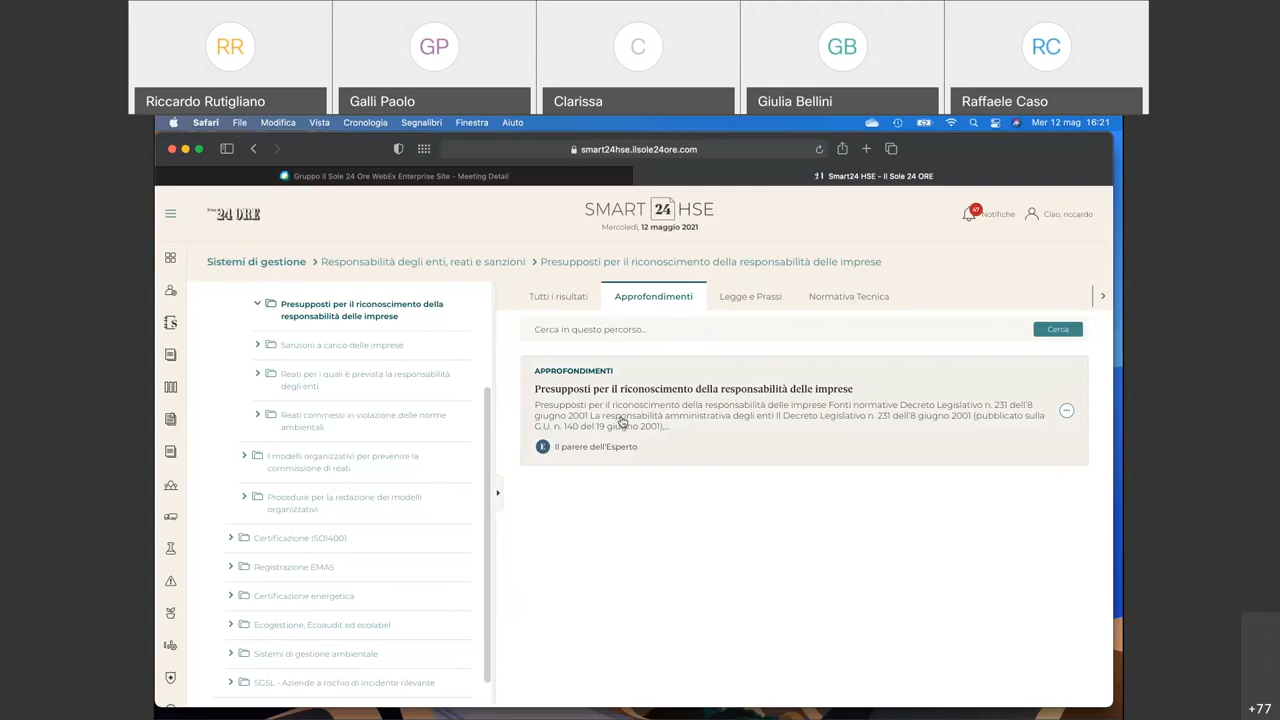 RR
GP
C
GB
RC
Riccardo Rutigliano
Galli Paolo
Clarissa
Giulia Bellini
Raffaele Caso
Safari File Modifica Vista Cronologia Segnalibri Finestra Aiuto
Mer 12 mag 16:21
smart24hse.ilsole24ore.com
Gruppo Il Sole 24 Ore WebEx Enterprise Site - Meeting Detail
Smart24 HSE - Il Sole 24 ORE
24 ORE
SMART 24 HSE
Mercoledì, 12 maggio 2021
47
Notifiche
Ciao, riccardo
Sistemi di gestione > Responsabilità degli enti, reati e sanzioni > Presupposti per il riconoscimento della responsabilità delle imprese
Presupposti per il riconoscimento della
responsabilità delle imprese
Sanzioni a carico delle imprese
Reati per i quali è prevista la responsabilità
degli enti
Reati commessi in violazione delle norme
ambientali
I modelli organizzativi per prevenire la
commissione di reati
Procedure per la redazione dei modelli
organizzativi
Certificazione ISO14001
Registrazione EMAS
Certificazione energetica
Ecogestione, Ecoaudit ed ecolabel
Sistemi di gestione ambientale
SGSL - Aziende a rischio di incidente rilevante
Tutti i risultati
Approfondimenti
Legge e Prassi
Normativa Tecnica
Cerca in questo percorso...
Cerca
APPROFONDIMENTI
Presupposti per il riconoscimento della responsabilità delle imprese
Presupposti per il riconoscimento della responsabilità delle imprese Fonti normative Decreto Legislativo n. 231 dell'8
giugno 2001 La responsabilità amministrativa degli enti Il Decreto Legislativo n. 231 dell'8 giugno 2001 (pubblicato sulla
G.U. n. 140 del 19 giugno 2001),...
E Il parere dell'Esperto
+77